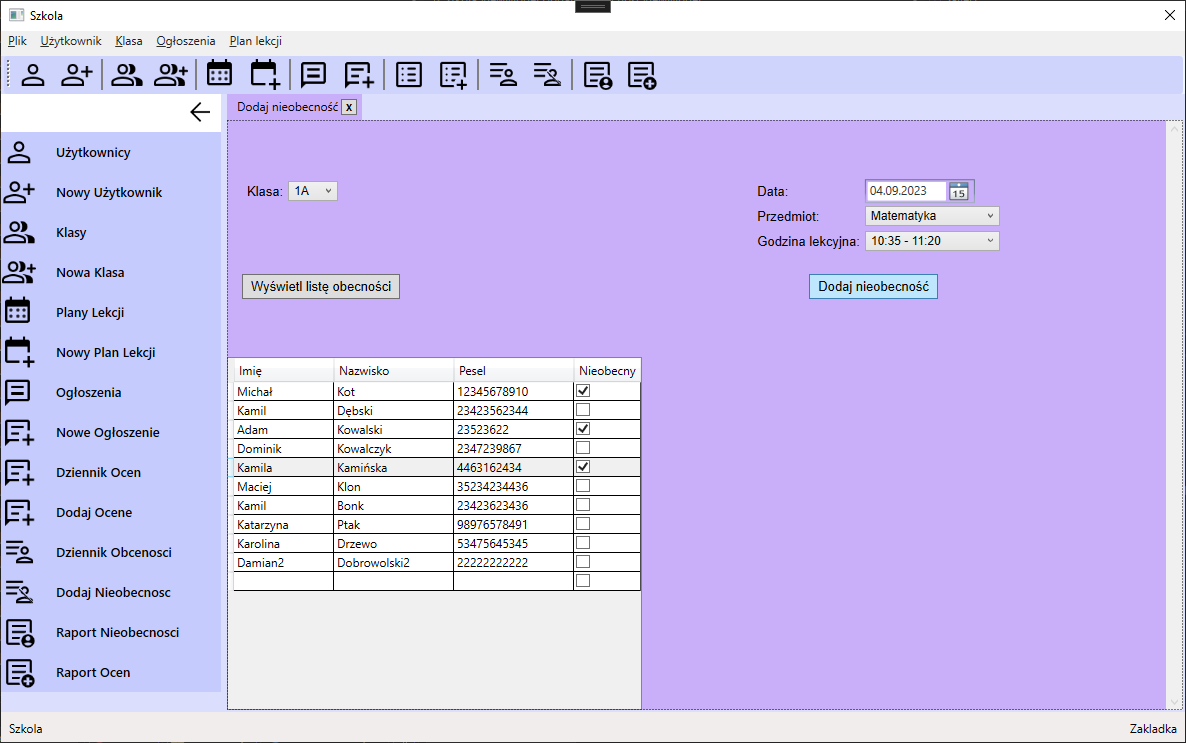 Szkola
Plik Użytkownik Klasa Ogłoszenia Plan lekcji
Dodaj nieobecność x
Użytkownicy
Nowy Użytkownik
Klasy
Nowa Klasa
Plany Lekcji
Nowy Plan Lekcji
Ogłoszenia
Nowe Ogłoszenie
Dziennik Ocen
Dodaj Ocene
Dziennik Obcenosci
Dodaj Nieobecnosc
Raport Nieobecnosci
Raport Ocen
Klasa: 1A
Data: 04.09.2023 15
Przedmiot: Matematyka
Godzina lekcyjna: 10:35 - 11:20
Wyświetl listę obecności
Dodaj nieobecność
Imię Nazwisko Pesel Nieobecny
Michał Kot 12345678910
Kamil Dębski 23423562344
Adam Kowalski 23523622
Dominik Kowalczyk 2347239867
Kamila Kamińska 4463162434
Maciej Klon 35234234436
Kamil Bonk 23423623436
Katarzyna Ptak 98976578491
Karolina Drzewo 53475645345
Damian2 Dobrowolski2 22222222222
Szkola
Zakladka